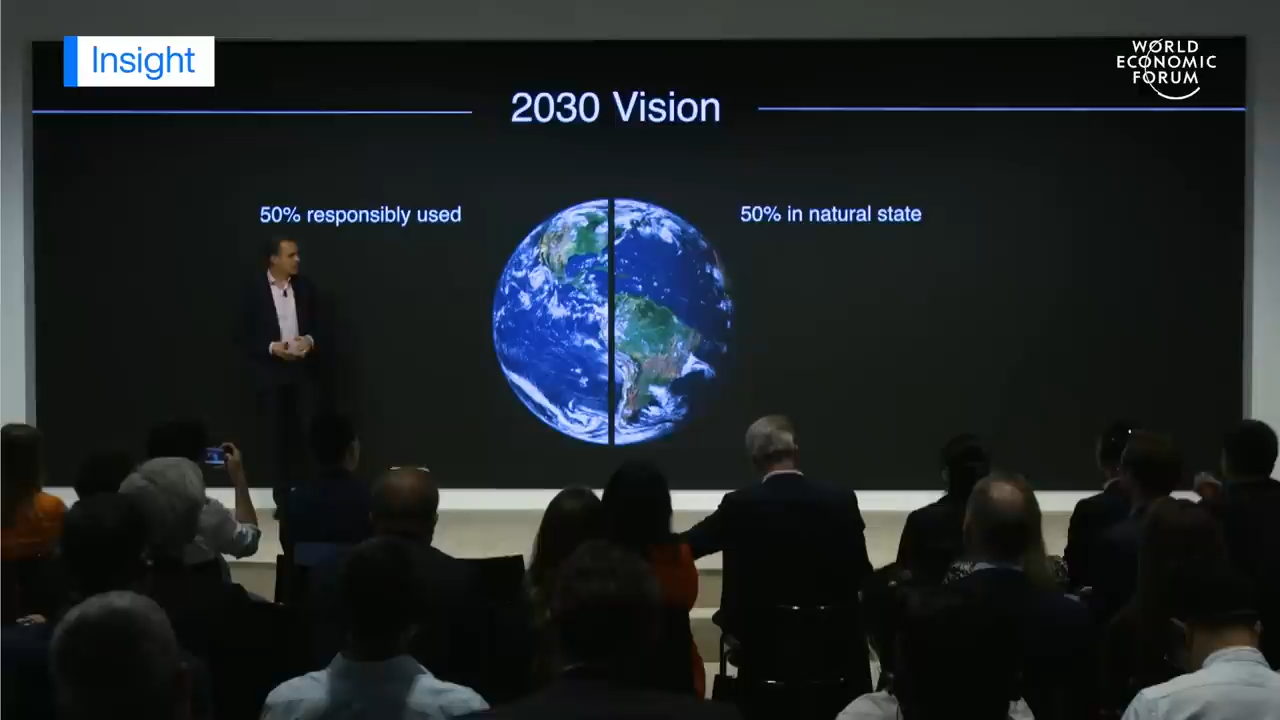 Insight
WORLD
ECONOMIC
FORUM
2030 Vision
50% responsibly used
50% in natural state